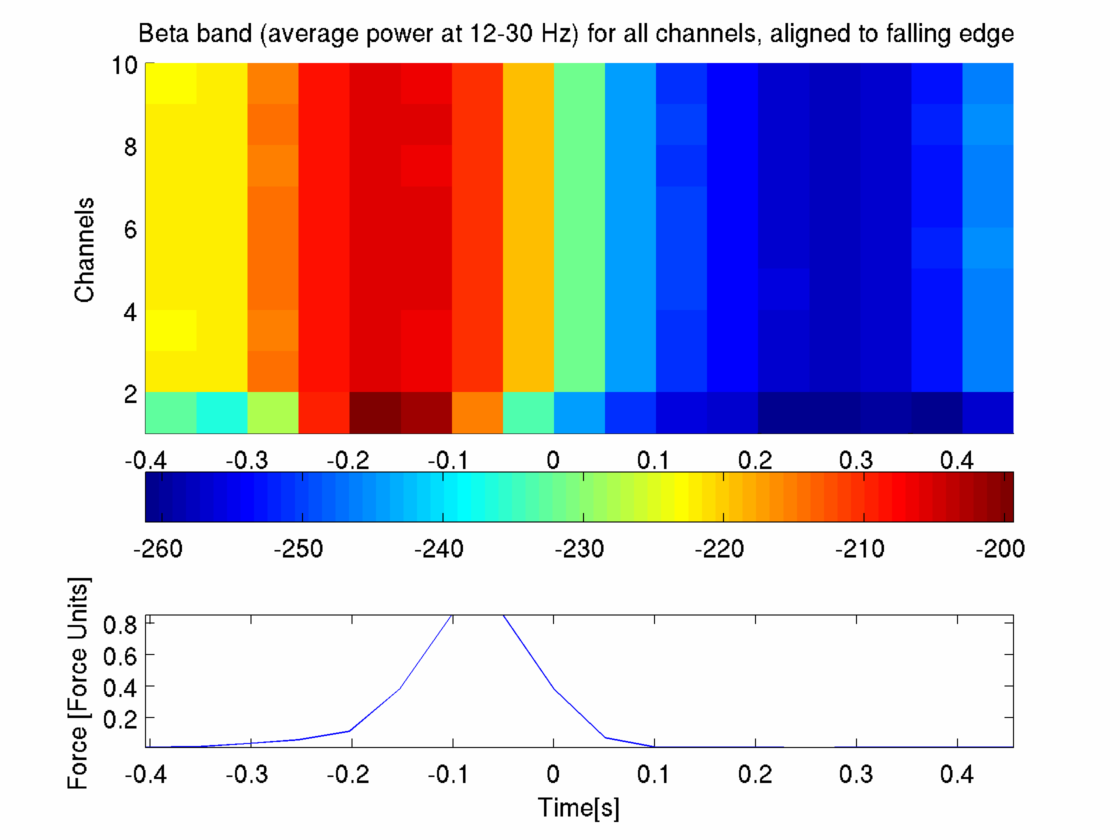 Beta band (average power at 12-30 Hz) for all channels, aligned to falling edge
Channels
10
8
6
4
2
-0.4 -0.3 -0.2 -0.1 0 0.1 0.2 0.3 0.4
-260 -250 -240 -230 -220 -210 -200
Force [Force Units]
0.8
0.6
0.4
0.2
-0.4 -0.3 -0.2 -0.1 0 0.1 0.2 0.3 0.4
Time[s]